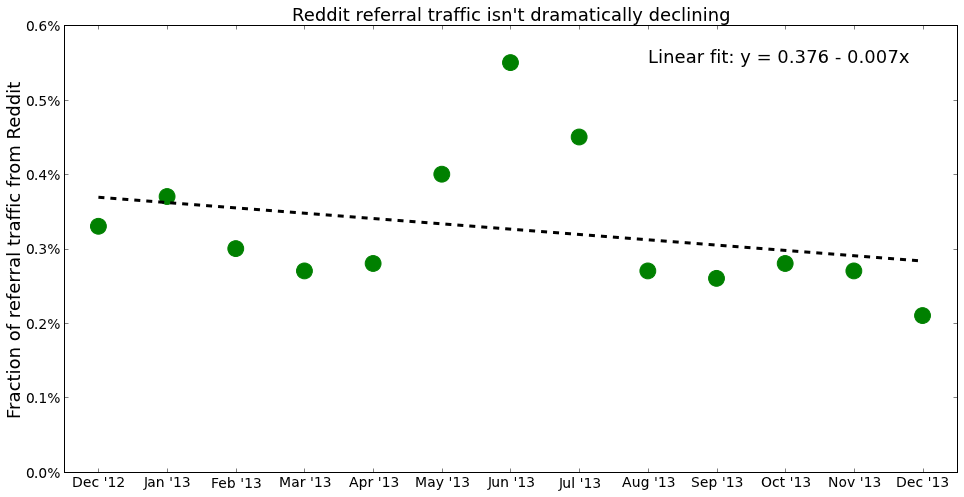 Reddit referral traffic isn't dramatically declining
Linear fit: y = 0.376 - 0.007x
Fraction of referral traffic from Reddit
0.6%
0.5%
0.4%
0.3%
0.2%
0.1%
0.0%
Dec '12 Jan '13 Feb '13 Mar '13 Apr '13 May '13 Jun '13 Jul '13 Aug '13 Sep '13 Oct '13 Nov '13 Dec '13